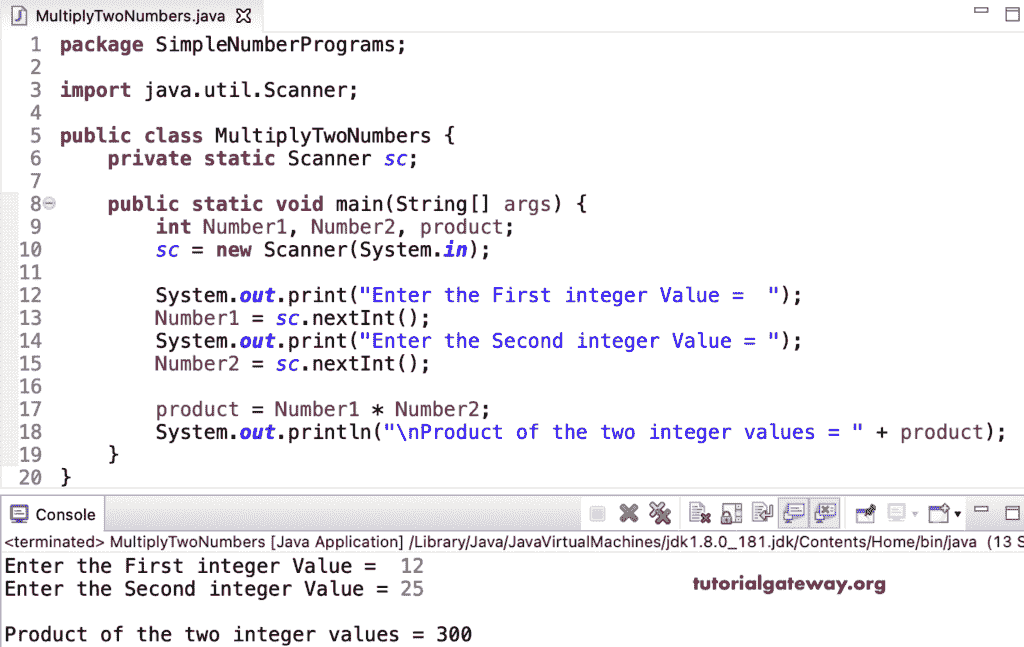 MultiplyTwoNumbers.java
1 package SimpleNumberPrograms;
2
3 import java.util.Scanner;
4
5 public class MultiplyTwoNumbers {
6     private static Scanner sc;
7
8     public static void main(String[] args) {
9         int Number1, Number2, product;
10         sc = new Scanner(System.in);
11
12         System.out.print("Enter the First integer Value =  ");
13         Number1 = sc.nextInt();
14         System.out.print("Enter the Second integer Value = ");
15         Number2 = sc.nextInt();
16
17         product = Number1 * Number2;
18         System.out.println("\nProduct of the two integer values = " + product);
19     }
20 }
Console
<terminated> MultiplyTwoNumbers [Java Application] /Library/Java/JavaVirtualMachines/jdk1.8.0_181.jdk/Contents/Home/bin/java (13 S
Enter the First integer Value =  12
Enter the Second integer Value = 25
tutorialgateway.org
Product of the two integer values = 300